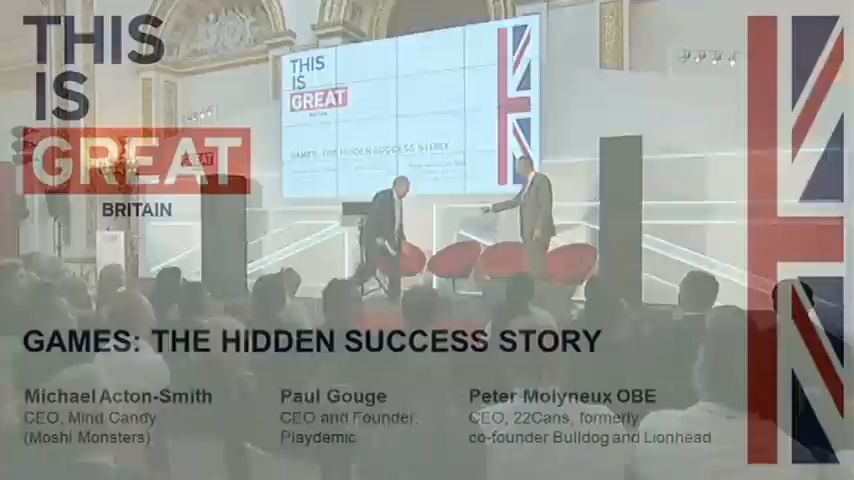 THIS
IS
GREAT
BRITAIN
THIS
IS
GREAT
GAMES: THE HIDDEN SUCCESS STORY
GAMES: THE HIDDEN SUCCESS STORY
Michael Acton-Smith
CEO, Mind Candy
(Moshi Monsters)
Paul Gouge
CEO and Founder,
Playdemic
Peter Molyneux OBE
CEO, 22Cans, formerly
co-founder Bulldog and Lionhead